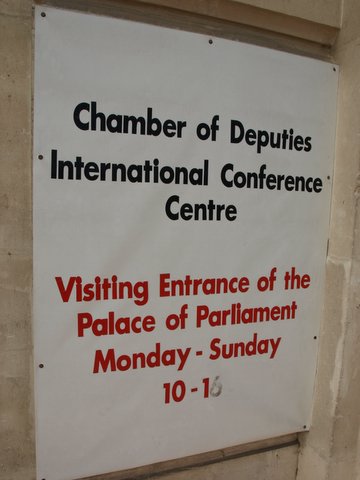 Chamber of Deputies
International Conference
Centre
Visiting Entrance of the
Palace of Parliament
Monday - Sunday
10 - 16